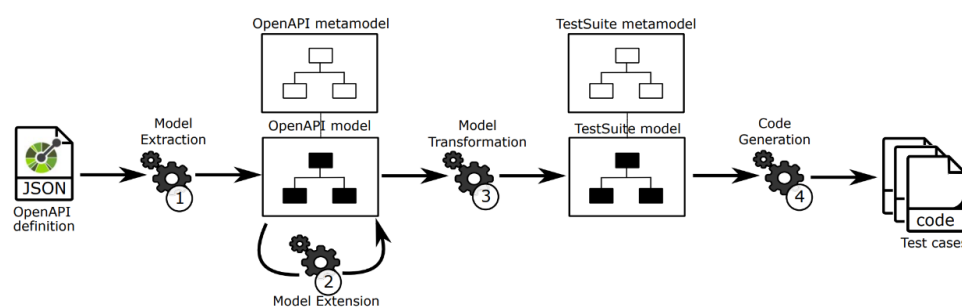 OpenAPI metamodel
TestSuite metamodel
Model
Extraction
OpenAPI model
Model
Transformation
TestSuite model
Code
Generation
JSON
1
3
4
code
OpenAPI
definition
Test cases
2
Model Extension